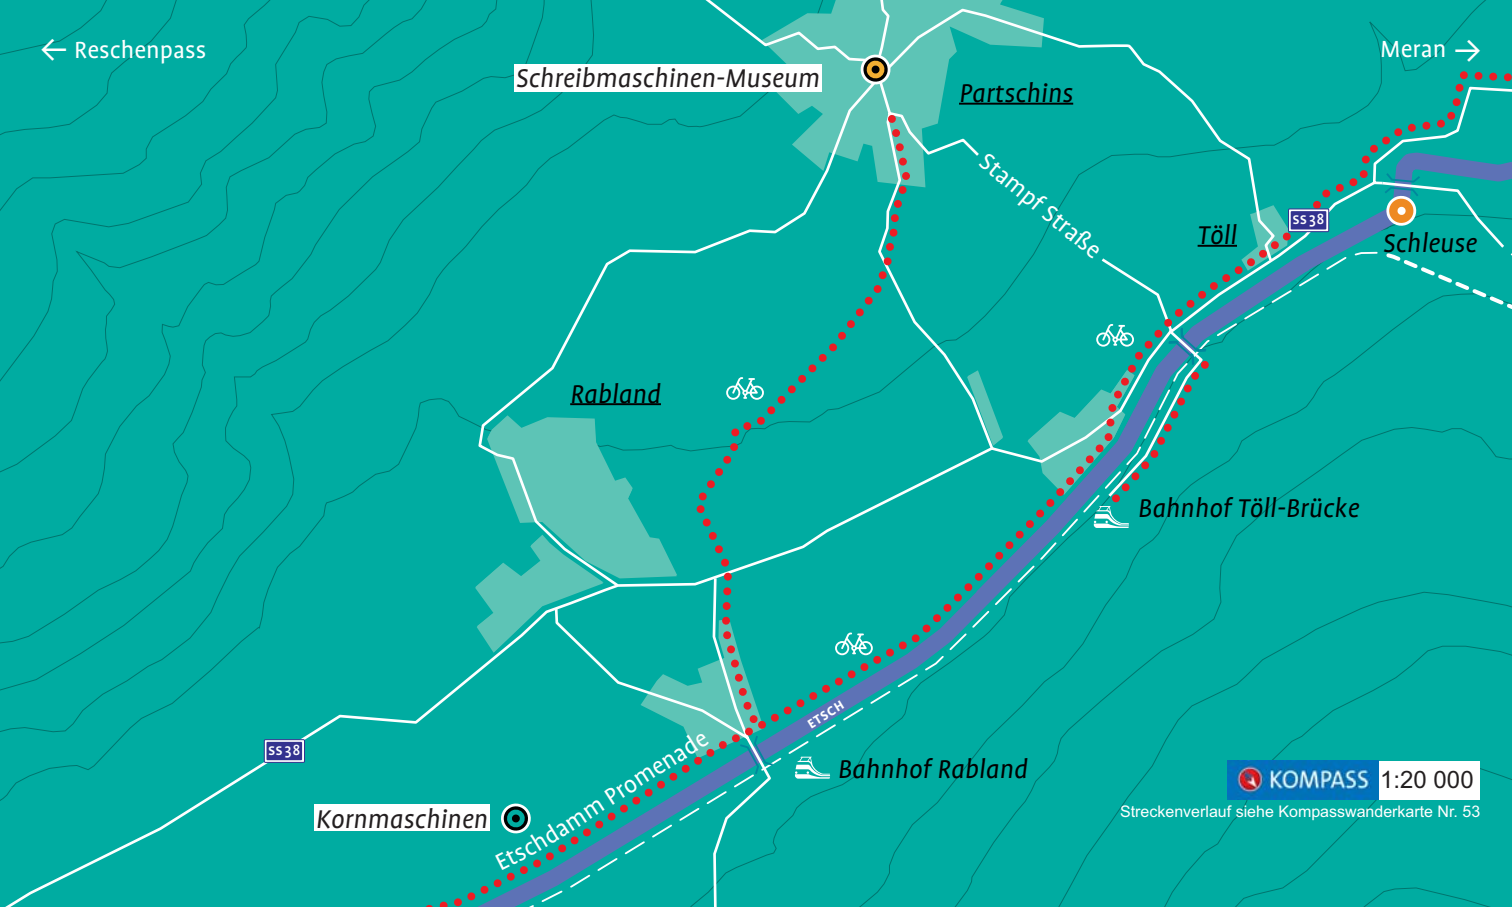 ← Reschenpass
Meran →
Schreibmaschinen-Museum
Partschins
Stampf Straße
Töll
SS38
Schleuse
Rabland
Bahnhof Töll-Brücke
ETSCH
Etschdamm Promenade
SS38
Bahnhof Rabland
KOMPASS 1:20 000
Kornmaschinen
Streckenverlauf siehe Kompasswanderkarte Nr. 53